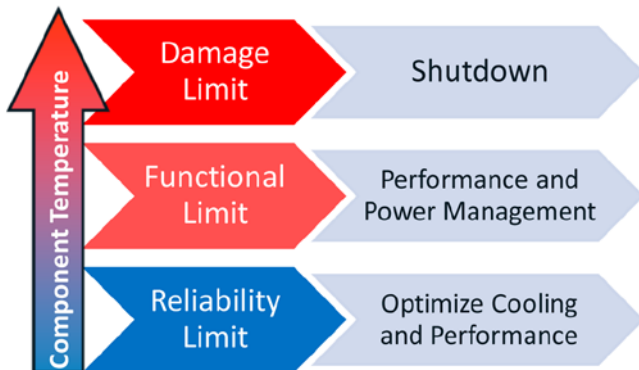 Component Temperature
Damage
Limit
Shutdown
Functional
Limit
Performance and
Power Management
Reliability
Limit
Optimize Cooling
and Performance